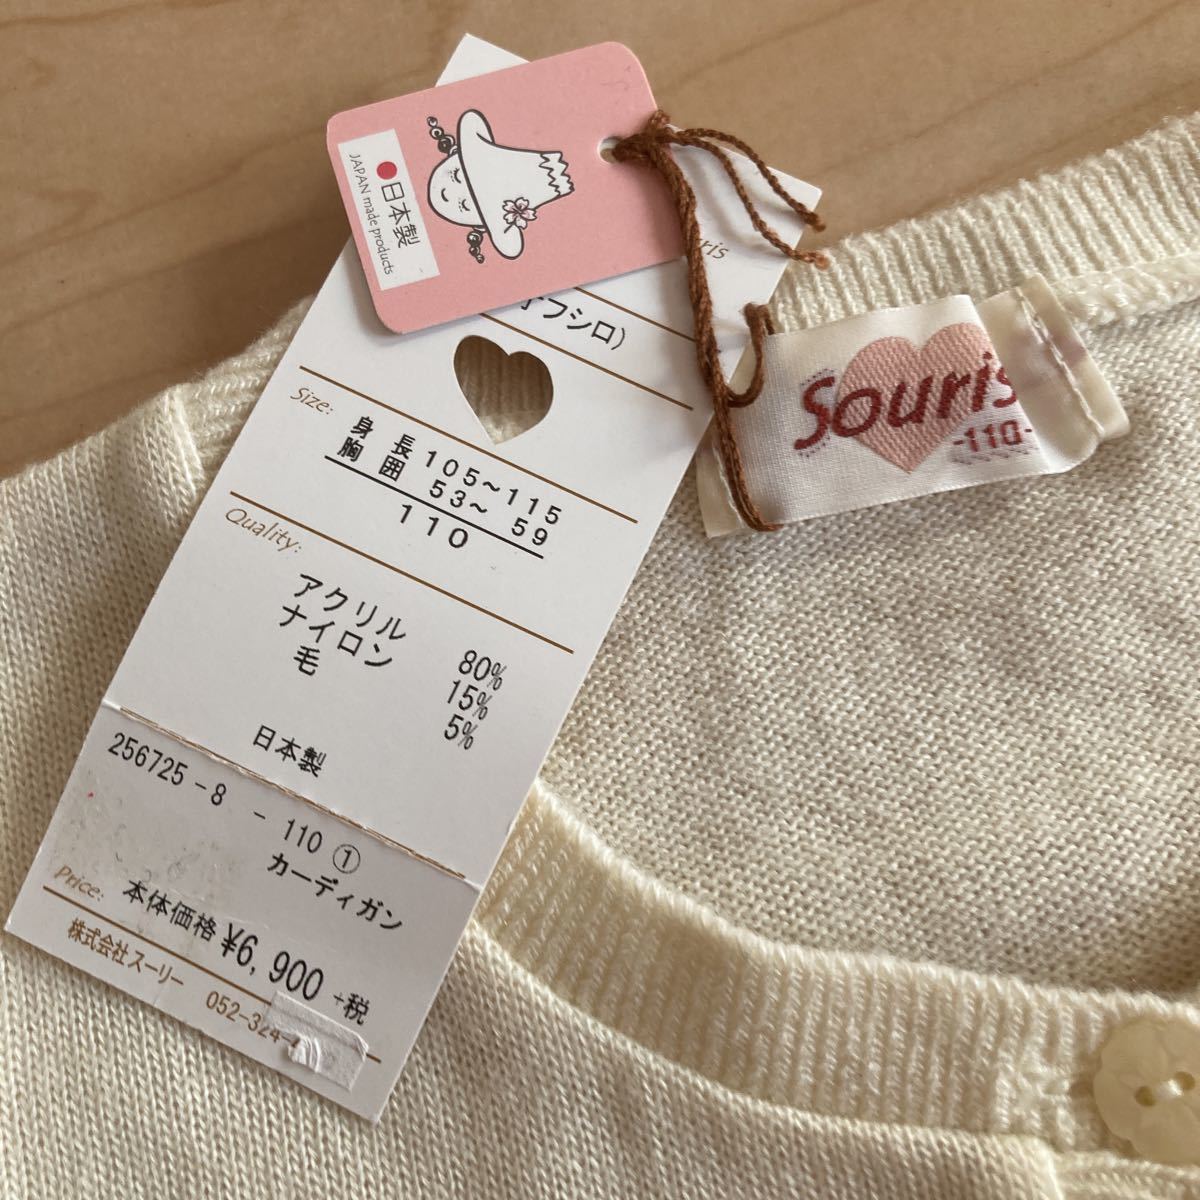 ●日本製
JAPAN made products
オフシロ)
Size:
身 長 105〜115
胸 囲 53〜 59
110
Quality:
アクリル 80%
ナイロン 15%
毛 5%
日本製
256725-8 - 110 ①
カーディガン
Price:
本体価格 ¥6,900 +税
株式会社スーリー 052-324-
Souris
-110-